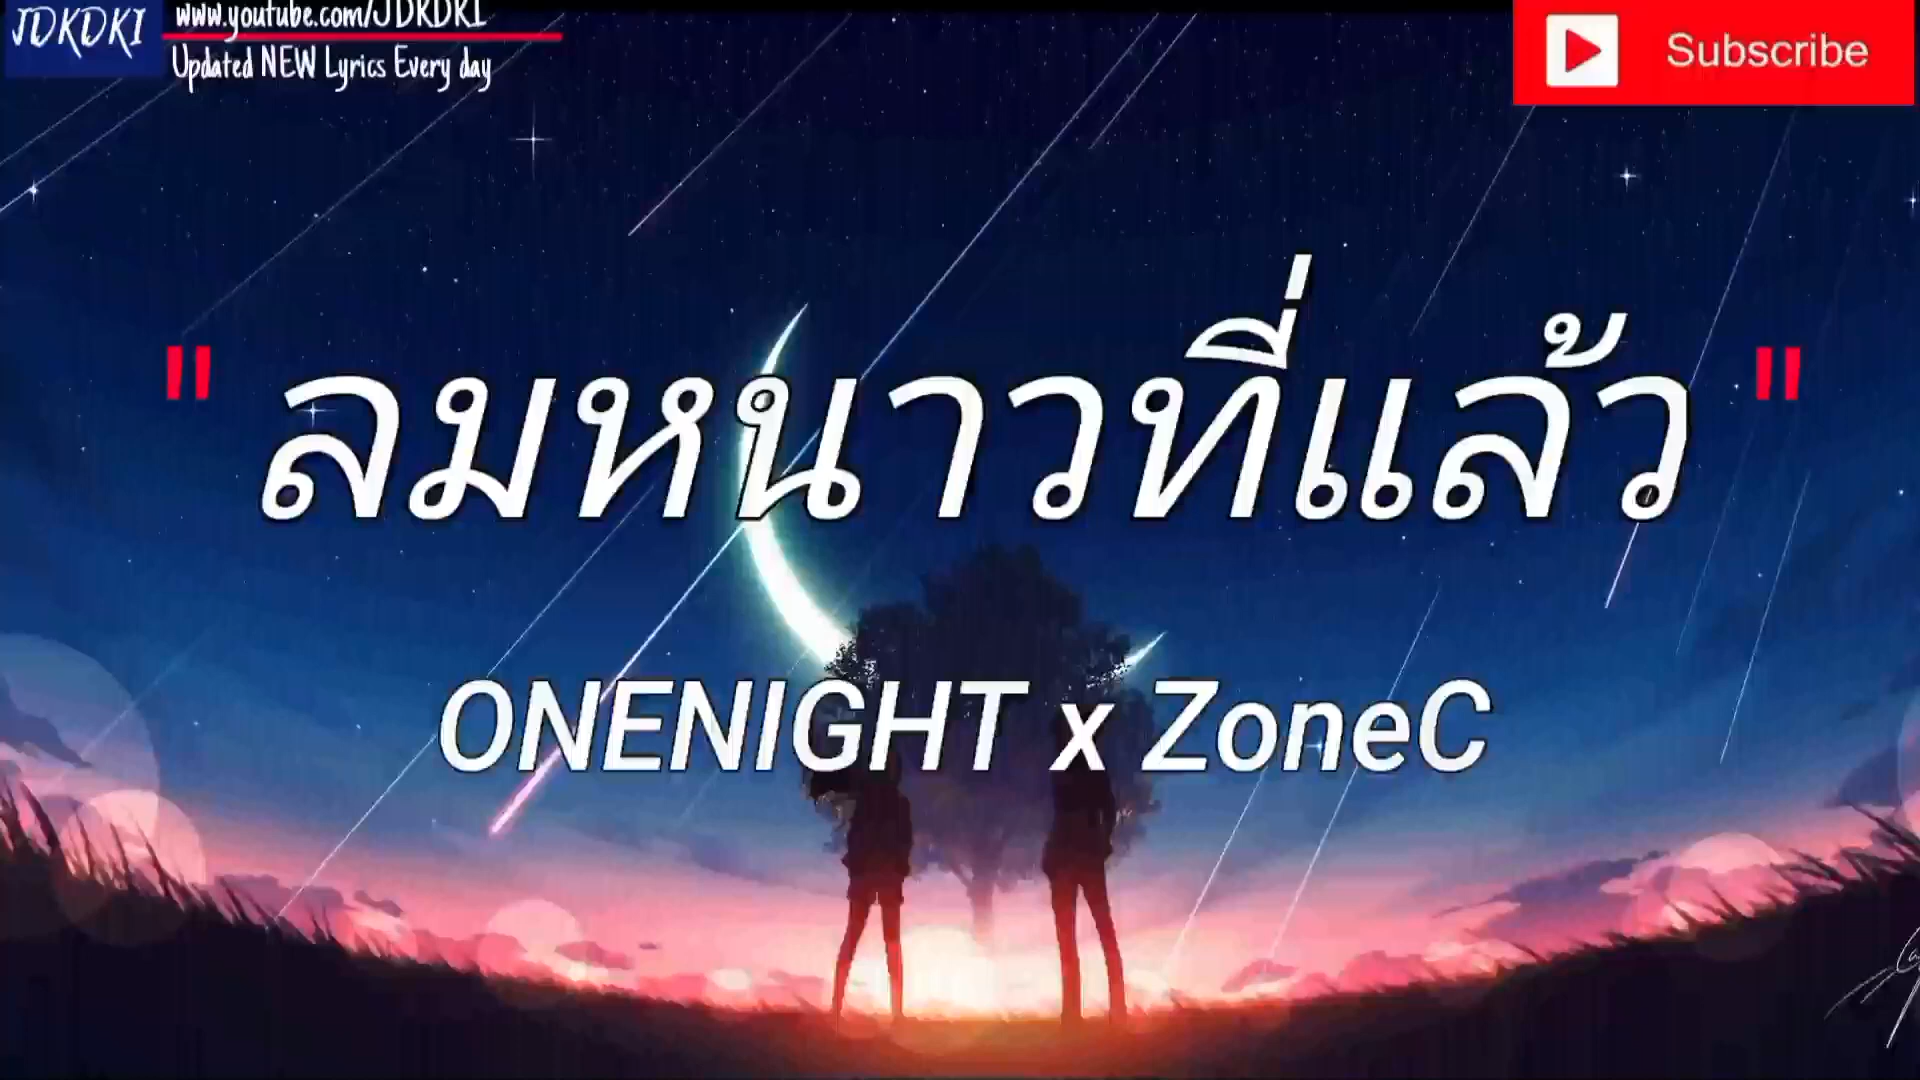 JDKDKI
www.youtube.com/JDKDKI
Updated NEW Lyrics Every day
Subscribe
" ลมหนาวที่แล้ว "
ONENIGHT x ZoneC